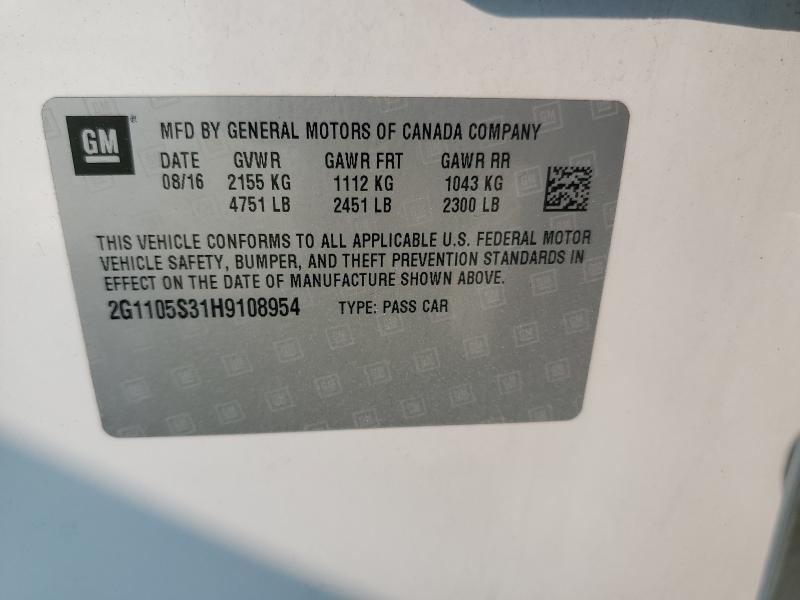 GM
MFD BY GENERAL MOTORS OF CANADA COMPANY
DATE GVWR GAWR FRT GAWR RR
08/16 2155 KG 1112 KG 1043 KG
4751 LB 2451 LB 2300 LB
THIS VEHICLE CONFORMS TO ALL APPLICABLE U.S. FEDERAL MOTOR
VEHICLE SAFETY, BUMPER, AND THEFT PREVENTION STANDARDS IN
EFFECT ON THE DATE OF MANUFACTURE SHOWN ABOVE.
2G1105S31H9108954 TYPE: PASS CAR